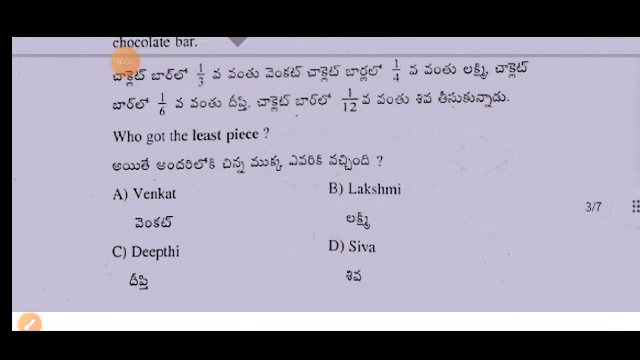 chocolate bar.
చాక్లెట్ బార్‌లో 1/3 వ వంతు వెంకట్ చాక్లెట్ బార్లలో 1/4 వ వంతు లక్ష్మి, చాక్లెట్
బార్‌లో 1/6 వ వంతు దీప్తి, చాక్లెట్ బార్‌లో 1/12 వ వంతు శివ తీసుకున్నాడు.
Who got the least piece ?
అయితే అందరిలోకి చిన్న ముక్క ఎవరికి వచ్చింది ?
A) Venkat B) Lakshmi
వెంకట్ లక్ష్మి
3/7
C) Deepthi D) Siva
దీప్తి శివ